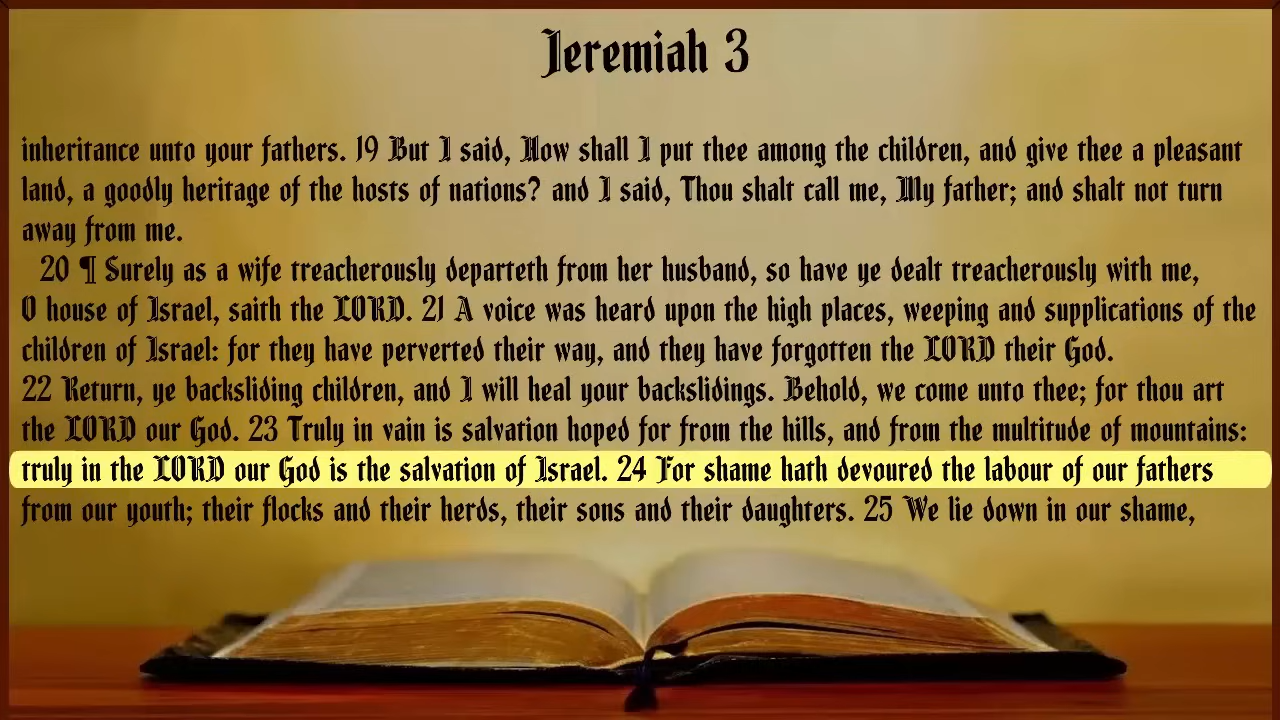 Jeremiah 3
inheritance unto your fathers. 19 But I said, How shall I put thee among the children, and give thee a pleasant
land, a goodly heritage of the hosts of nations? and I said, Thou shalt call me, My father; and shalt not turn
away from me.
20 ¶ Surely as a wife treacherously departeth from her husband, so have ye dealt treacherously with me,
O house of Israel, saith the LORD. 21 A voice was heard upon the high places, weeping and supplications of the
children of Israel: for they have perverted their way, and they have forgotten the LORD their God.
22 Return, ye backsliding children, and I will heal your backslidings. Behold, we come unto thee; for thou art
the LORD our God. 23 Truly in vain is salvation hoped for from the hills, and from the multitude of mountains:
truly in the LORD our God is the salvation of Israel. 24 For shame hath devoured the labour of our fathers
from our youth; their flocks and their herds, their sons and their daughters. 25 We lie down in our shame,